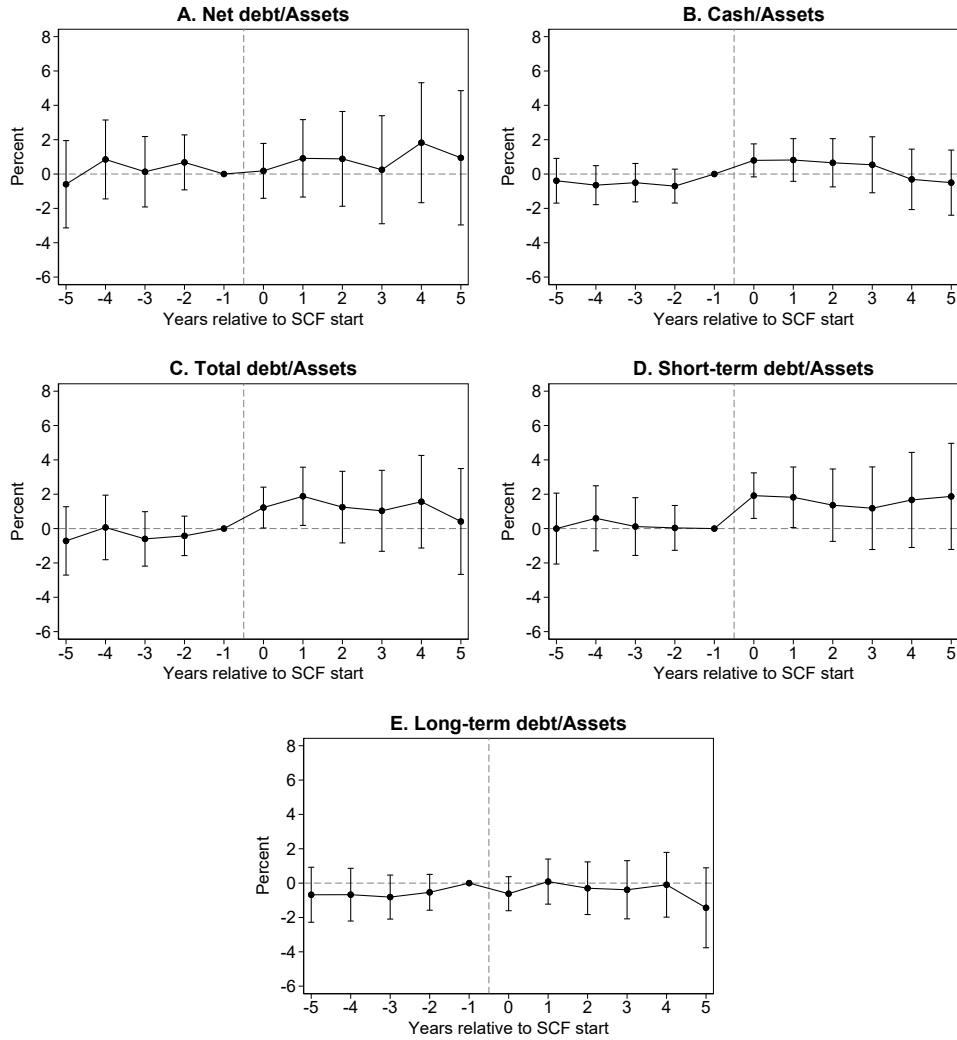 A. Net debt/Assets
8
6
4
2
0
-2
-4
-6
Percent
-5 -4 -3 -2 -1 0 1 2 3 4 5
Years relative to SCF start
B. Cash/Assets
8
6
4
2
0
-2
-4
-6
Percent
-5 -4 -3 -2 -1 0 1 2 3 4 5
Years relative to SCF start
C. Total debt/Assets
8
6
4
2
0
-2
-4
-6
Percent
-5 -4 -3 -2 -1 0 1 2 3 4 5
Years relative to SCF start
D. Short-term debt/Assets
8
6
4
2
0
-2
-4
-6
Percent
-5 -4 -3 -2 -1 0 1 2 3 4 5
Years relative to SCF start
E. Long-term debt/Assets
8
6
4
2
0
-2
-4
-6
Percent
-5 -4 -3 -2 -1 0 1 2 3 4 5
Years relative to SCF start